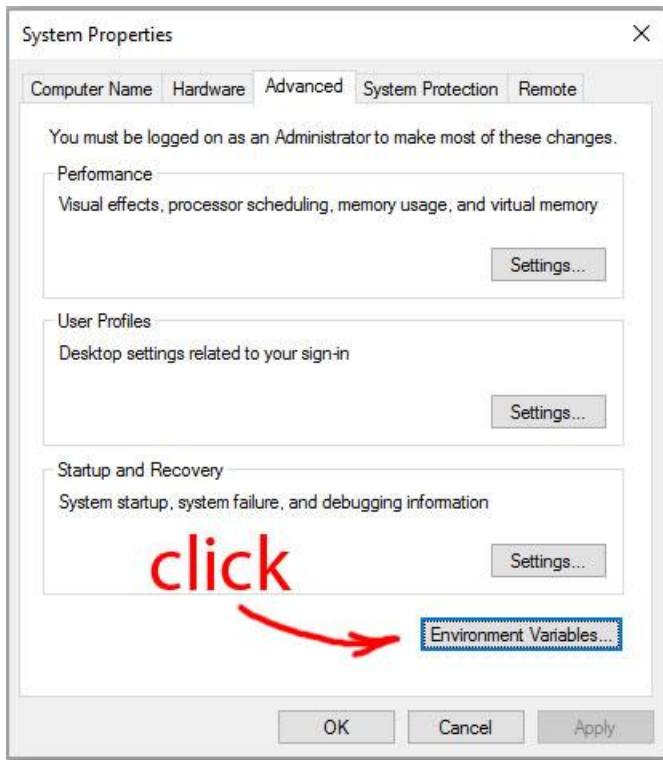 System Properties
Computer Name Hardware Advanced System Protection Remote
You must be logged on as an Administrator to make most of these changes.
Performance
Visual effects, processor scheduling, memory usage, and virtual memory
Settings...
User Profiles
Desktop settings related to your sign-in
Settings...
Startup and Recovery
System startup, system failure, and debugging information
click
Settings...
Environment Variables...
OK Cancel Apply